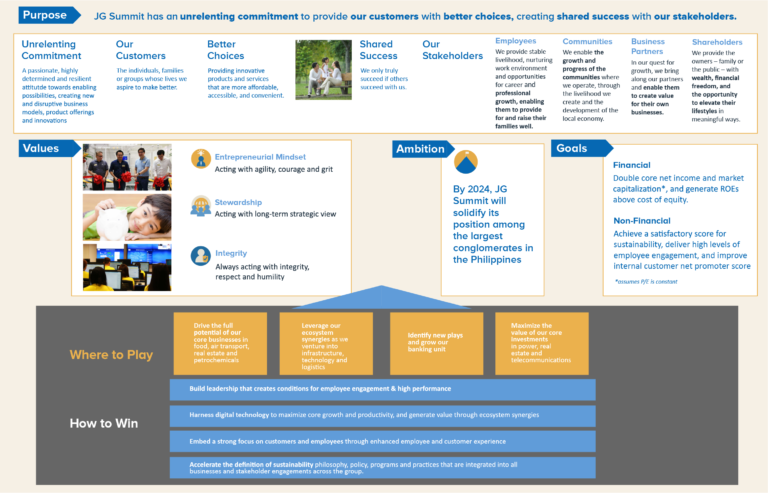 Purpose
JG Summit has an unrelenting commitment to provide our customers with better choices, creating shared success with our stakeholders.
Unrelenting
Commitment
A passionate, highly
determined and resilient
attitutde towards enabling
possibilities, creating new
and disruptive business
models, product offerings
and innovations
Our
Customers
The individuals, families
or groups whose lives we
aspire to make better.
Better
Choices
Providing innovative
products and services
that are more affordable,
accessible, and convenient.
Shared
Success
We only truly
succeed if others
succeed with us.
Our
Stakeholders
Employees
We provide stable
livelihood, nurturing
work environment
and opportunities
for career and
professional
growth, enabling
them to provide
for and raise their
families well.
Communities
We enable the
growth and
progress of the
communities where
we operate, through
the livelihood we
create and the
development of the
local economy.
Business
Partners
In our quest for
growth, we bring
along our partners
and enable them
to create value
for their own
businesses.
Shareholders
We provide the
owners – family or
the public – with
wealth, financial
freedom, and
the opportunity
to elevate their
lifestyles in
meaningful ways.
Values
Entrepreneurial Mindset
Acting with agility, courage and grit
Stewardship
Acting with long-term strategic view
Integrity
Always acting with integrity,
respect and humility
Ambition
By 2024, JG
Summit will
solidify its
position among
the largest
conglomerates in
the Philippines
Goals
Financial
Double core net income and market
capitalization*, and generate ROEs
above cost of equity.
Non-Financial
Achieve a satisfactory score for
sustainability, deliver high levels of
employee engagement, and improve
internal customer net promoter score
*assumes P/E is constant
Where to Play
Drive the full
potential of our
core businesses in
food, air transport,
real estate and
petrochemicals
Leverage our
ecosystem
synergies as we
venture into
infrastructure,
technology and
logistics
Identify new plays
and grow our
banking unit
Maximize the
value of our core
investments
in power, real
estate and
telecommunications
How to Win
Build leadership that creates conditions for employee engagement & high performance
Harness digital technology to maximize core growth and productivity, and generate value through ecosystem synergies
Embed a strong focus on customers and employees through enhanced employee and customer experience
Accelerate the definition of sustainability philosophy, policy, programs and practices that are integrated into all
businesses and stakeholder engagements across the group.